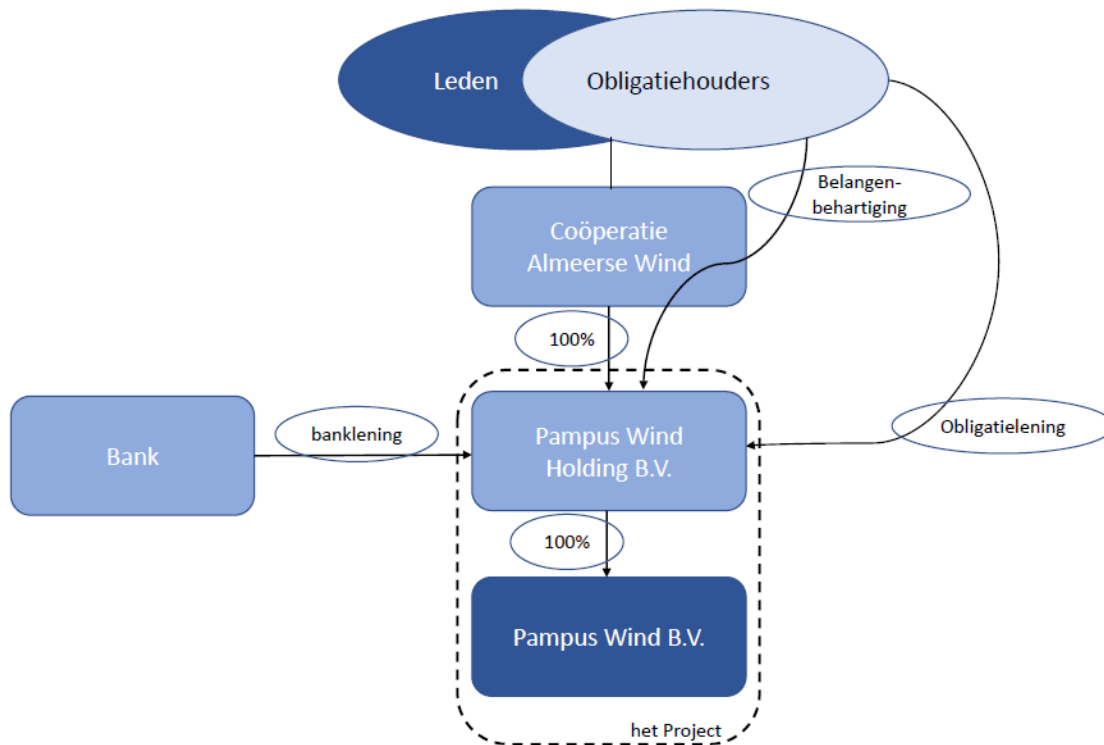 Leden
Obligatiehouders
Belangen-
behartiging
Coöperatie
Almeerse Wind
100%
Bank
banklening
Pampus Wind
Holding B.V.
Obligatielening
100%
Pampus Wind B.V.
het Project